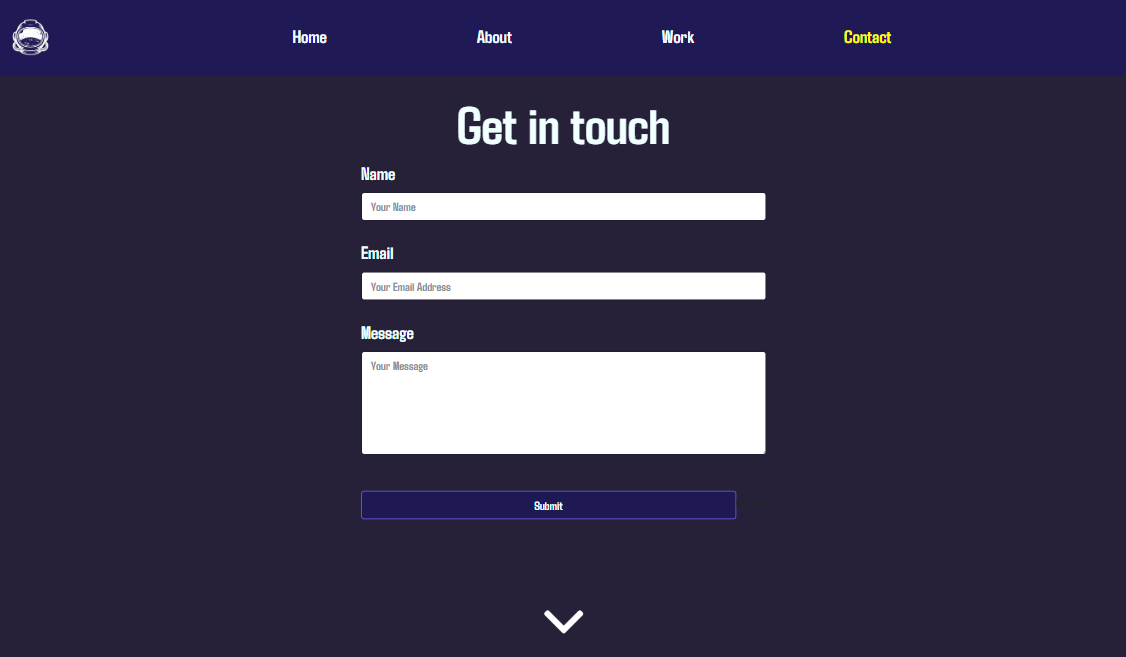 Home About Work Contact
Get in touch
Name
Your Name
Email
Your Email Address
Message
Your Message
Submit